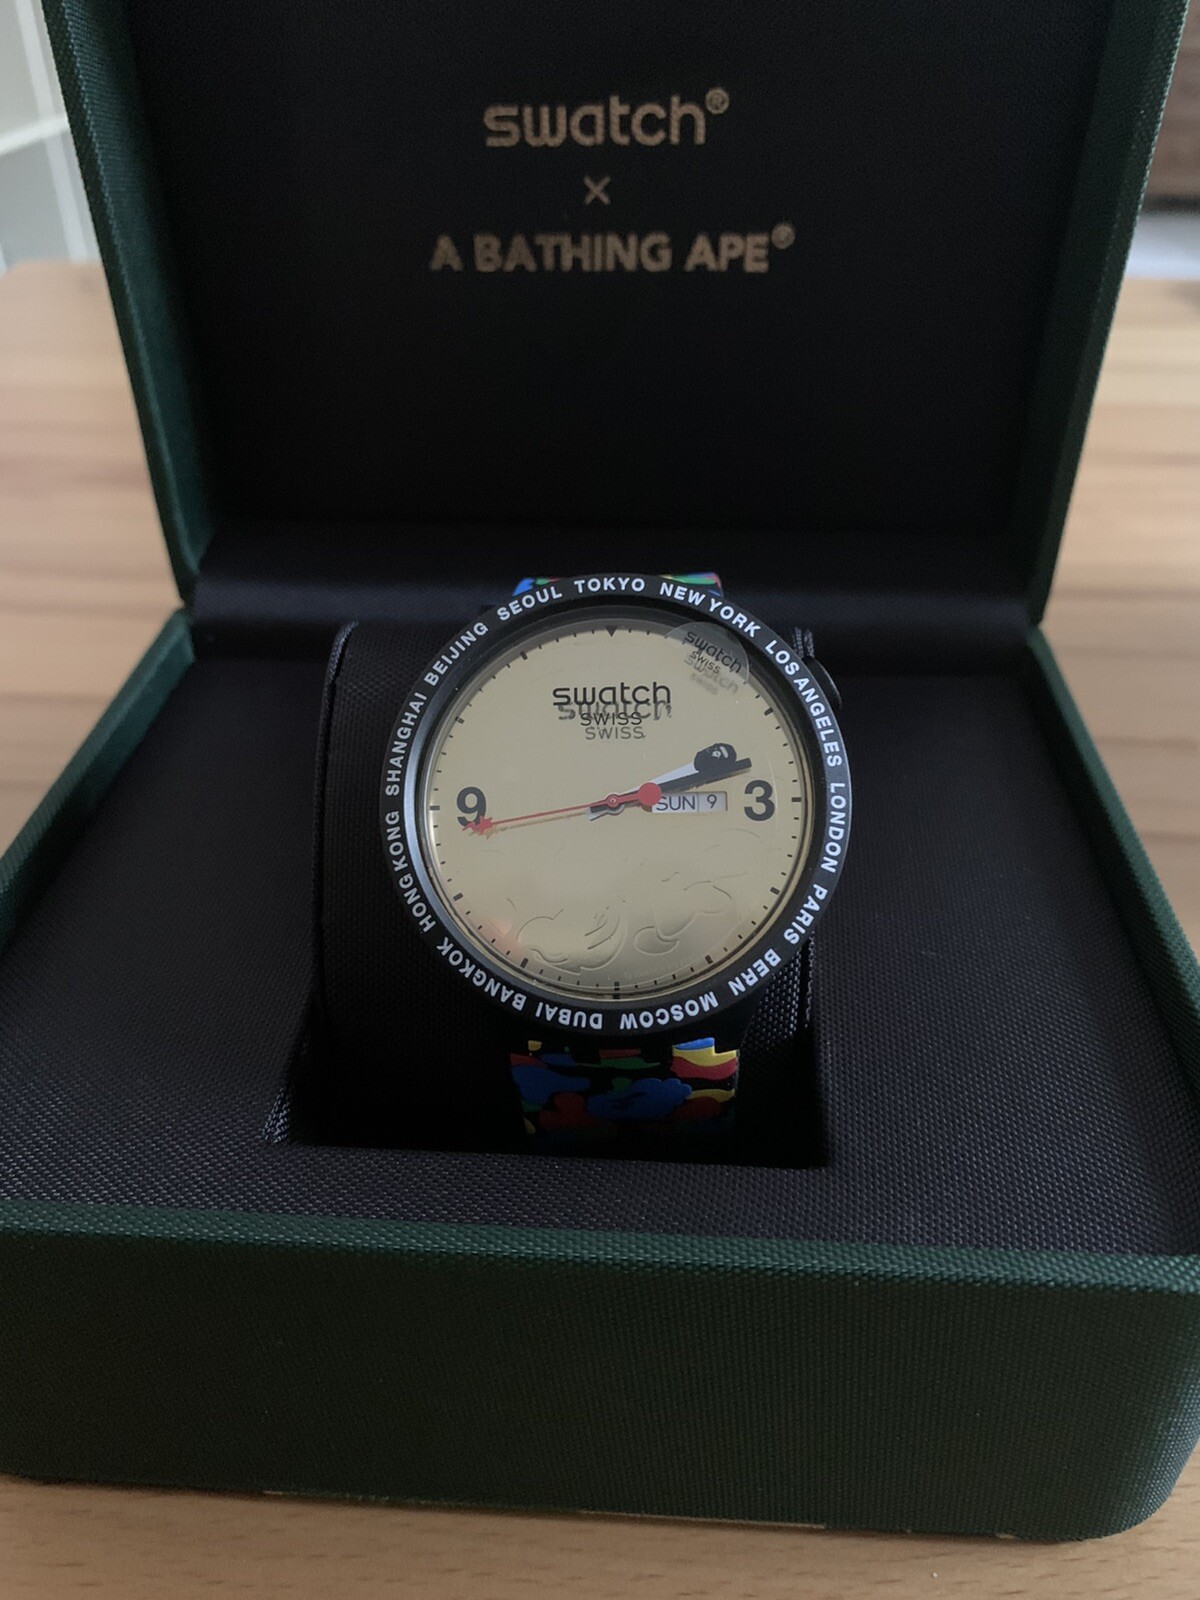 swatch®
×
A BATHING APE®
TOKYO NEW YORK LOS ANGELES LONDON PARIS BERN MOSCOW DUBAI BANGKOK HONG KONG SHANGHAI BEIJING SEOUL
swatch
SWISS
swatch
SWISS
9
SUN 9
3